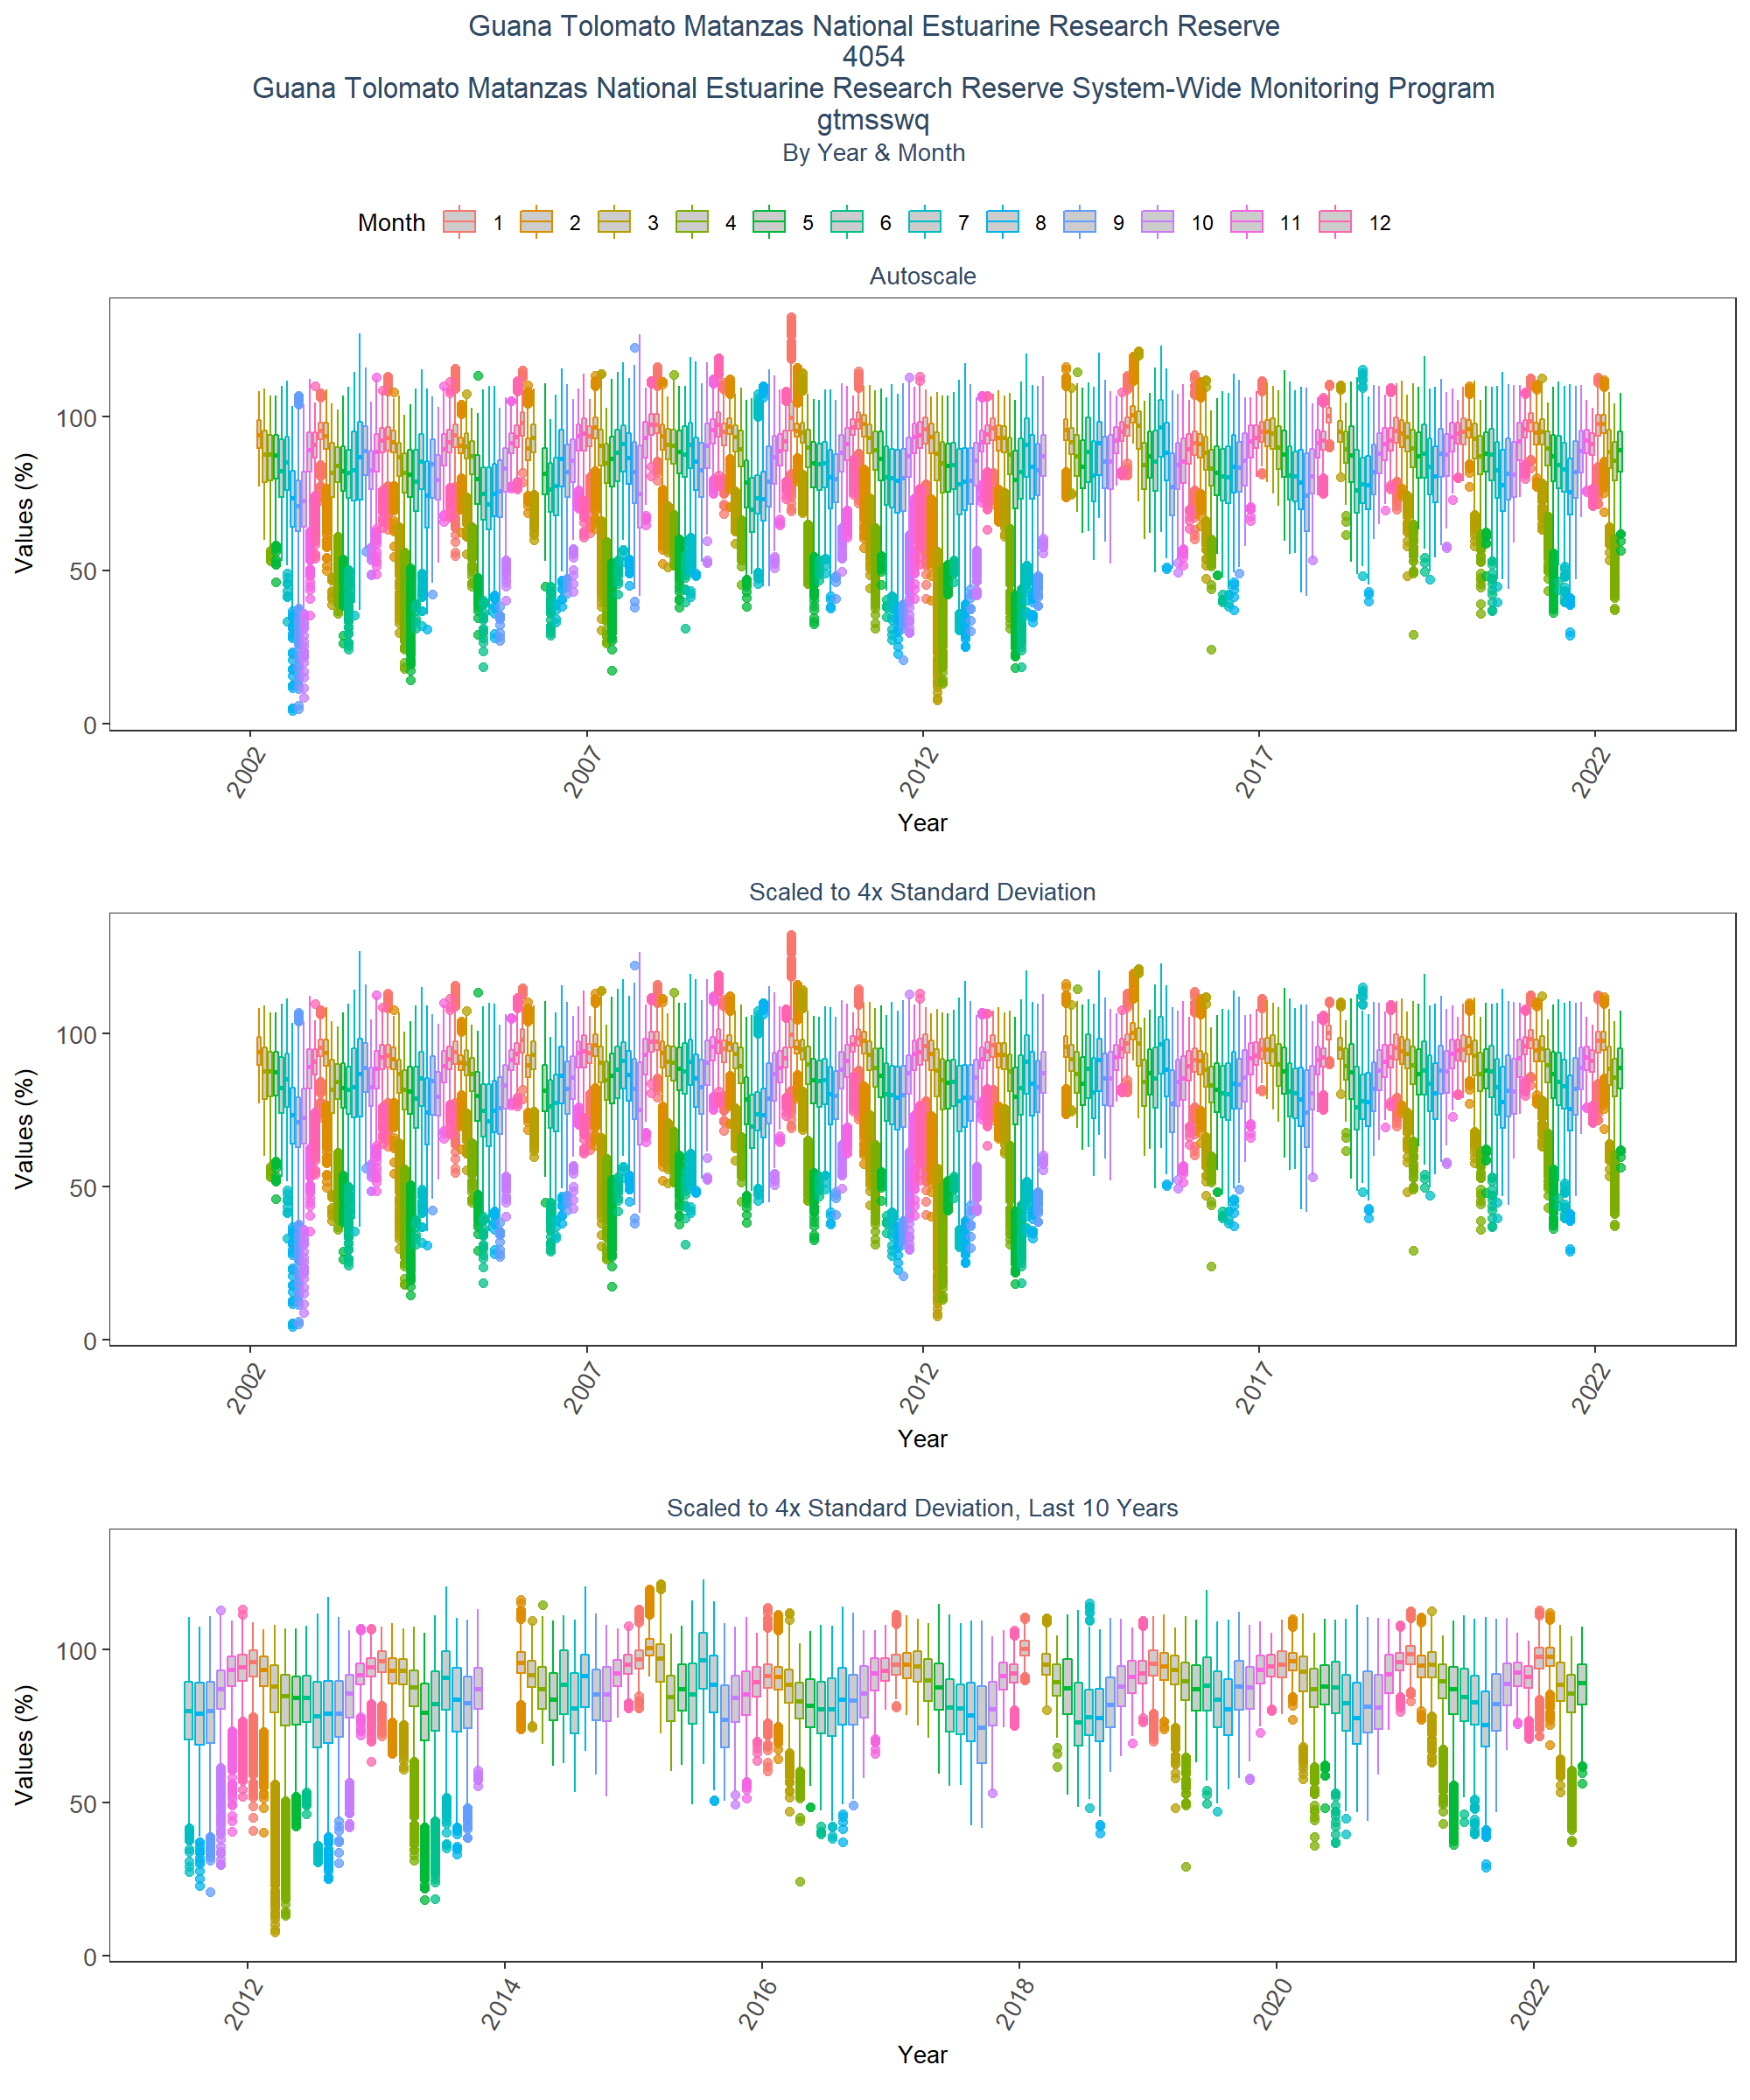 Guana Tolomato Matanzas National Estuarine Research Reserve
4054
Guana Tolomato Matanzas National Estuarine Research Reserve System-Wide Monitoring Program
gtmsswq
By Year & Month
Month 1 2 3 4 5 6 7 8 9 10 11 12
Autoscale
Values (%)
100
50
0
2002 2007 2012 2017 2022
Year
Scaled to 4x Standard Deviation
Values (%)
100
50
0
2002 2007 2012 2017 2022
Year
Scaled to 4x Standard Deviation, Last 10 Years
Values (%)
100
50
0
2012 2014 2016 2018 2020 2022
Year